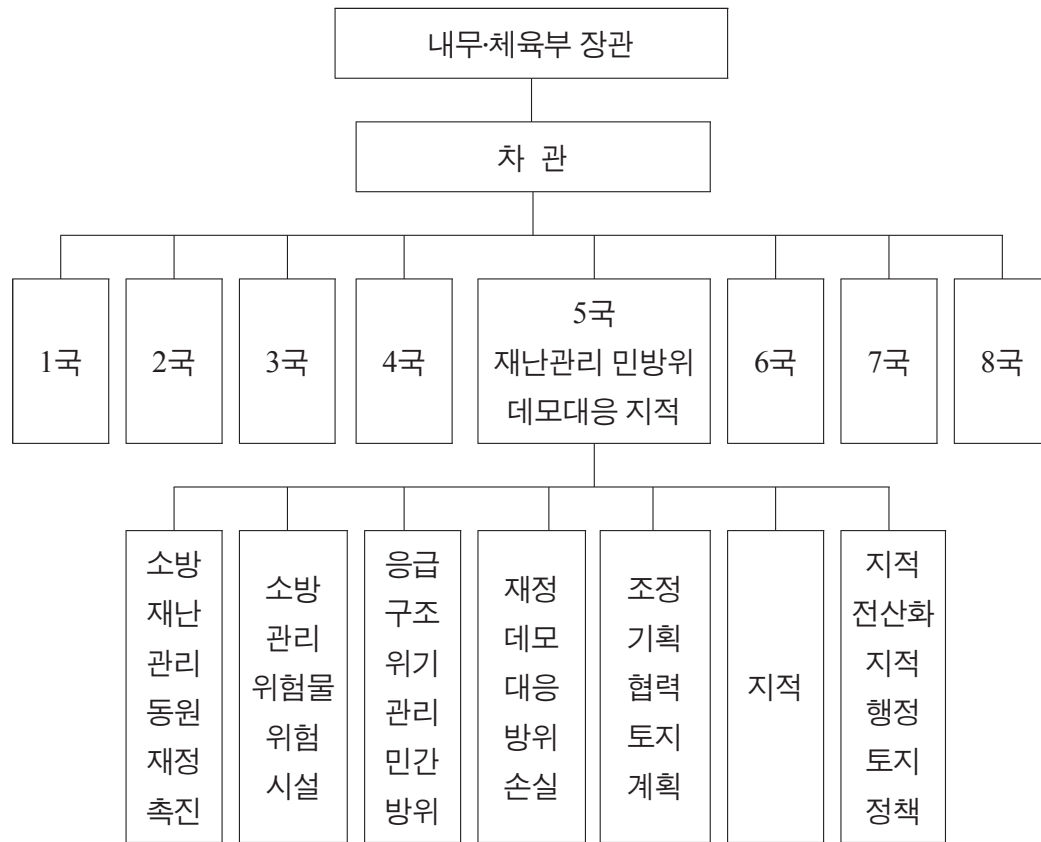 내무·체육부 장관
차 관
1국
2국
3국
4국
5국
재난관리 민방위
데모대응 지적
6국
7국
8국
소방
재난
관리
동원
재정
촉진
소방
관리
위험물
위험
시설
응급
구조
위기
관리
민간
방위
재정
데모
대응
방위
손실
조정
기획
협력
토지
계획
지적
지적
전산화
지적
행정
토지
정책